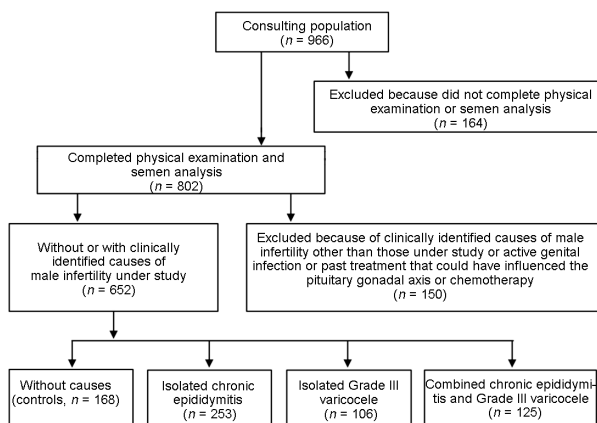 Consulting population
(n = 966)
Excluded because did not complete physical
examination or semen analysis
(n = 164)
Completed physical examination and
semen analysis
(n = 802)
Without or with clinically
identified causes of
male infertility under study
(n = 652)
Excluded because of clinically identified causes of male
infertility other than those under study or active genital
infection or past treatment that could have influenced the
pituitary gonadal axis or chemotherapy
(n = 150)
Without causes
(controls, n = 168)
Isolated chronic
epididymitis
(n = 253)
Isolated Grade III
varicocele
(n = 106)
Combined chronic epididymi-
tis and Grade III varicocele
(n = 125)